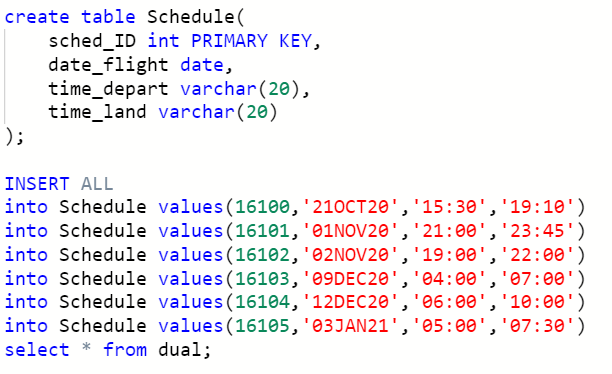 create table Schedule(
    sched_ID int PRIMARY KEY,
    date_flight date,
    time_depart varchar(20),
    time_land varchar(20)
);

INSERT ALL
into Schedule values(16100,'21OCT20','15:30','19:10')
into Schedule values(16101,'01NOV20','21:00','23:45')
into Schedule values(16102,'02NOV20','19:00','22:00')
into Schedule values(16103,'09DEC20','04:00','07:00')
into Schedule values(16104,'12DEC20','06:00','10:00')
into Schedule values(16105,'03JAN21','05:00','07:30')
select * from dual;